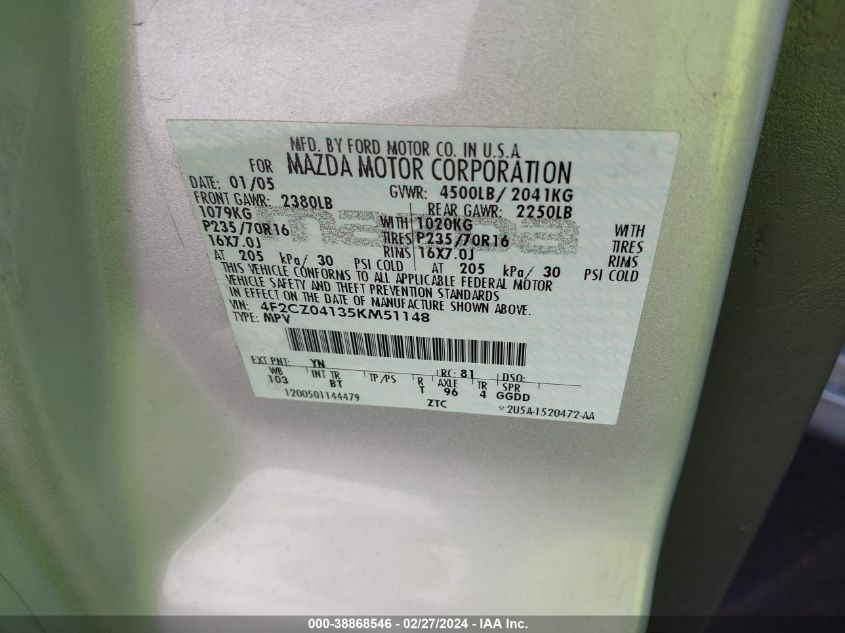 MFD. BY FORD MOTOR CO. IN U.S.A
FOR MAZDA MOTOR CORPORATION
DATE: 01/05 GVWR: 4500LB/ 2041KG
FRONT GAWR: 2380LB REAR GAWR: 2250LB
1079KG WITH 1020KG WITH
P235/70R16 TIRES P235/70R16 TIRES
16X7.0J RIMS 16X7.0J RIMS
AT 205 kPa/ 30 PSI COLD AT 205 kPa/ 30 PSI COLD
mazda
THIS VEHICLE CONFORMS TO ALL APPLICABLE FEDERAL MOTOR
VEHICLE SAFETY AND THEFT PREVENTION STANDARDS
IN EFFECT ON THE DATE OF MANUFACTURE SHOWN ABOVE.
VIN: 4F2CZ04135KM51148
TYPE: MPV
EXT PNT: YN RC: 81 DSO:
WB INT TR TP/PS R AXLE TR SPR
103 BT T 96 4 GGDD
1200501144479 ZTC 2U5A-1520472-AA
000-38868546 - 02/27/2024 - IAA Inc.